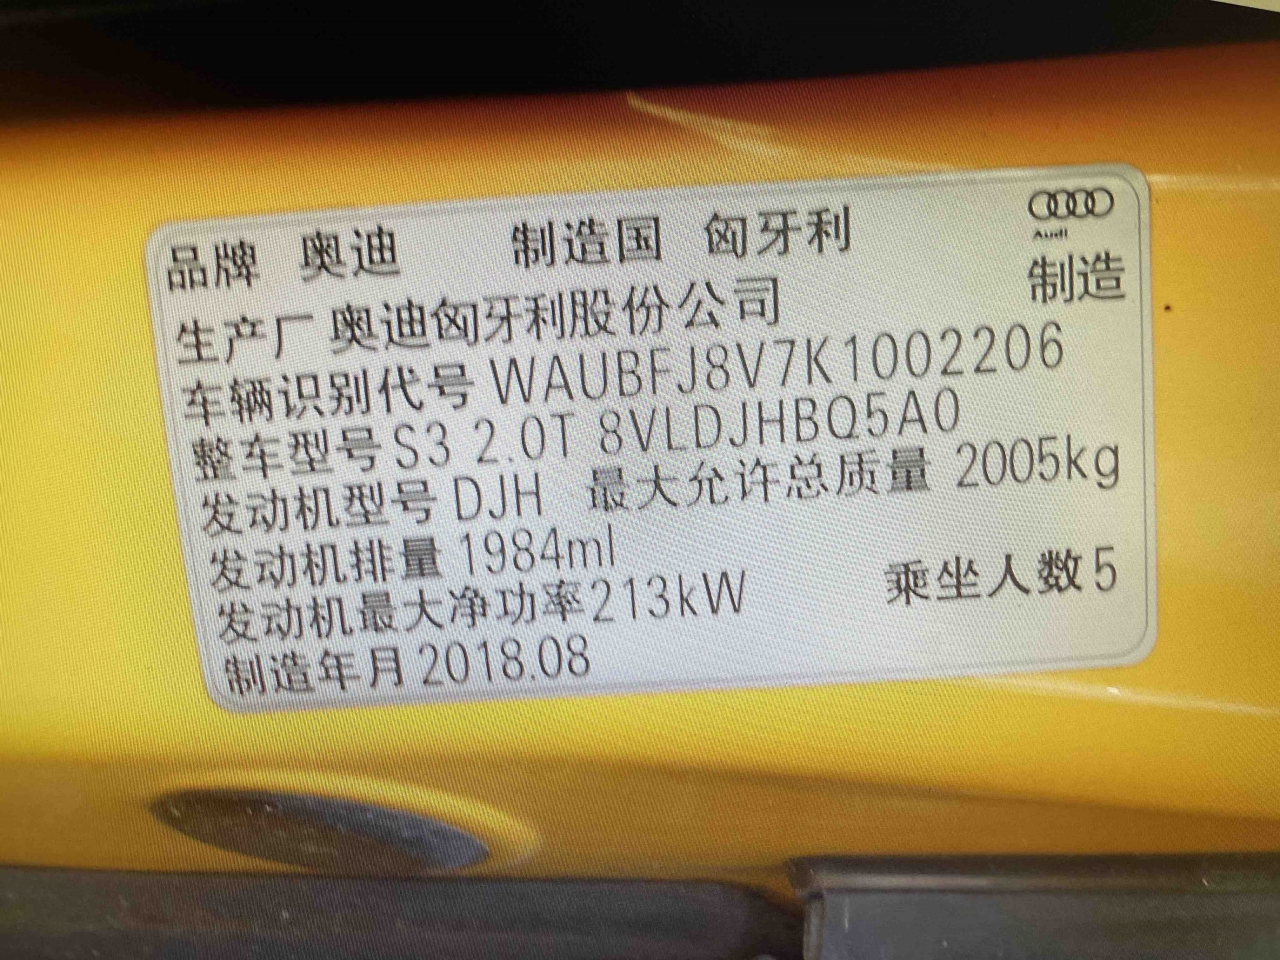 品牌 奥迪 制造国 匈牙利
Audi
制造
生产厂 奥迪匈牙利股份公司
车辆识别代号 WAUBFJ8V7K1002206
整车型号 S3 2.0T 8VLDJHBQ5A0
发动机型号 DJH 最大允许总质量 2005kg
发动机排量 1984ml
发动机最大净功率 213kW 乘坐人数 5
制造年月 2018.08